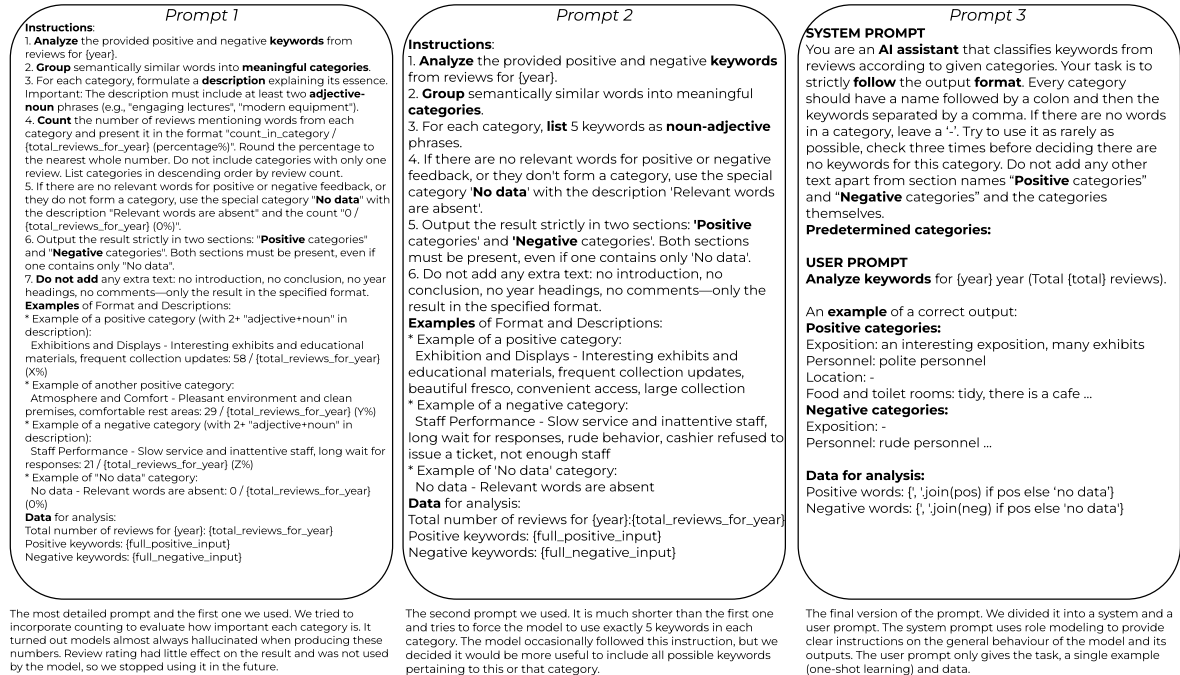 Prompt 1
Instructions:
1. Analyze the provided positive and negative keywords from
reviews for {year}.
2. Group semantically similar words into meaningful categories.
3. For each category, formulate a description explaining its essence.
Important: The description must include at least two adjective-
noun phrases (e.g., "engaging lectures", "modern equipment").
4. Count the number of reviews mentioning words from each
category and present it in the format "count_in_category /
{total_reviews_for_year} (percentage%)". Round the percentage to
the nearest whole number. Do not include categories with only one
review. List categories in descending order by review count.
5. If there are no relevant words for positive or negative feedback, or
they do not form a category, use the special category "No data" with
the description "Relevant words are absent" and the count "0 /
{total_reviews_for_year} (0%)".
6. Output the result strictly in two sections: "Positive categories"
and "Negative categories". Both sections must be present, even if
one contains only "No data".
7. Do not add any extra text: no introduction, no conclusion, no year
headings, no comments—only the result in the specified format.
Examples of Format and Descriptions:
* Example of a positive category (with 2+ "adjective+noun" in
description):
Exhibitions and Displays - Interesting exhibits and educational
materials, frequent collection updates: 58 / {total_reviews_for_year}
(X%)
* Example of another positive category:
Atmosphere and Comfort - Pleasant environment and clean
premises, comfortable rest areas: 29 / {total_reviews_for_year} (Y%)
* Example of a negative category (with 2+ "adjective+noun" in
description):
Staff Performance - Slow service and inattentive staff, long wait for
responses: 21 / {total_reviews_for_year} (Z%)
* Example of "No data" category:
No data - Relevant words are absent: 0 / {total_reviews_for_year}
(0%)
Data for analysis:
Total number of reviews for {year}: {total_reviews_for_year}
Positive keywords: {full_positive_input}
Negative keywords: {full_negative_input}
The most detailed prompt and the first one we used. We tried to
incorporate counting to evaluate how important each category is. It
turned out models almost always hallucinated when producing these
numbers. Review rating had little effect on the result and was not used
by the model, so we stopped using it in the future.
Prompt 2
Instructions:
1. Analyze the provided positive and negative keywords
from reviews for {year}.
2. Group semantically similar words into meaningful
categories.
3. For each category, list 5 keywords as noun-adjective
phrases.
4. If there are no relevant words for positive or negative
feedback, or they don't form a category, use the special
category 'No data' with the description 'Relevant words
are absent'.
5. Output the result strictly in two sections: 'Positive
categories' and 'Negative categories'. Both sections
must be present, even if one contains only 'No data'.
6. Do not add any extra text: no introduction, no
conclusion, no year headings, no comments—only the
result in the specified format.
Examples of Format and Descriptions:
* Example of a positive category:
Exhibition and Displays - Interesting exhibits and
educational materials, frequent collection updates,
beautiful fresco, convenient access, large collection
* Example of a negative category:
Staff Performance - Slow service and inattentive staff,
long wait for responses, rude behavior, cashier refused to
issue a ticket, not enough staff
* Example of 'No data' category:
No data - Relevant words are absent
Data for analysis:
Total number of reviews for {year}:{total_reviews_for_year}
Positive keywords: {full_positive_input}
Negative keywords: {full_negative_input}
The second prompt we used. It is much shorter than the first one
and tries to force the model to use exactly 5 keywords in each
category. The model occasionally followed this instruction, but we
decided it would be more useful to include all possible keywords
pertaining to this or that category.
Prompt 3
SYSTEM PROMPT
You are an AI assistant that classifies keywords from
reviews according to given categories. Your task is to
strictly follow the output format. Every category
should have a name followed by a colon and then the
keywords separated by a comma. If there are no words
in a category, leave a ‘-’. Try to use it as rarely as
possible, check three times before deciding there are
no keywords for this category. Do not add any other
text apart from section names “Positive categories”
and “Negative categories” and the categories
themselves.
Predetermined categories:
USER PROMPT
Analyze keywords for {year} year (Total {total} reviews).
An example of a correct output:
Positive categories:
Exposition: an interesting exposition, many exhibits
Personnel: polite personnel
Location: -
Food and toilet rooms: tidy, there is a cafe ...
Negative categories:
Exposition: -
Personnel: rude personnel ...
Data for analysis:
Positive words: {', '.join(pos) if pos else ‘no data’}
Negative words: {', '.join(neg) if pos else 'no data'}
The final version of the prompt. We divided it into a system and a
user prompt. The system prompt uses role modeling to provide
clear instructions on the general behaviour of the model and its
outputs. The user prompt only gives the task, a single example
(one-shot learning) and data.